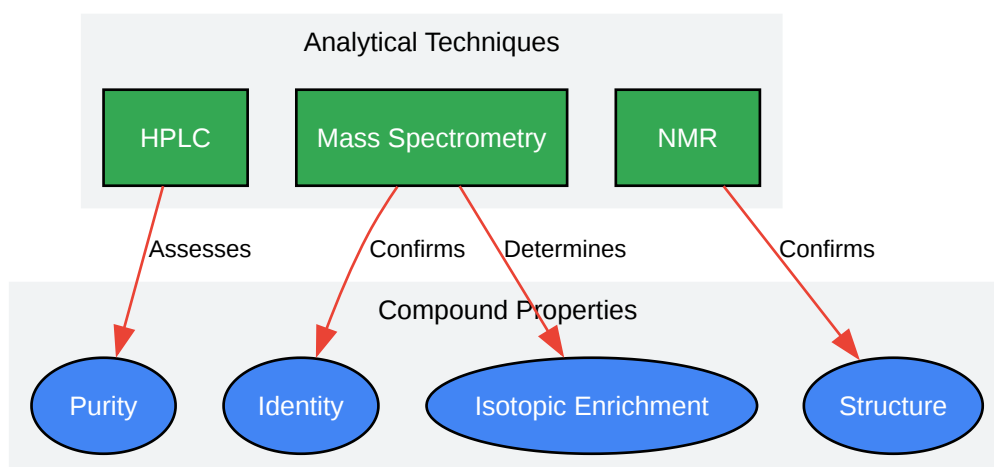 Analytical Techniques
HPLC
Mass Spectrometry
NMR
Assesses
Confirms
Determines
Confirms
Compound Properties
Purity
Identity
Isotopic Enrichment
Structure